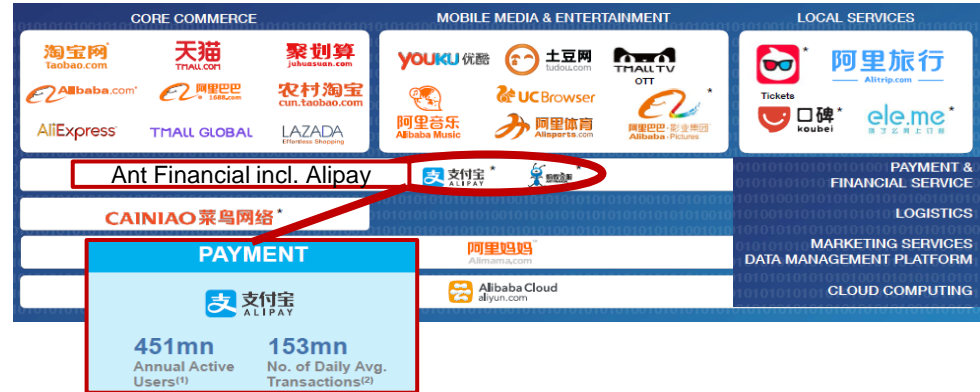 CORE COMMERCE
MOBILE MEDIA & ENTERTAINMENT
LOCAL SERVICES
淘宝网
Taobao.com
天猫
TMALL.COM
聚划算
juhuasuan.com
Alibaba.com
阿里巴巴
1688.com
农村淘宝
cun.taobao.com
AliExpress
TMALL GLOBAL
LAZADA
Effortless Shopping
YOUKU 优酷
土豆网
tudou.com
TMALL TV
OTT
阿里音乐
Alibaba Music
UC Browser
阿里体育
Alisports.com
*
阿里巴巴·影业集团
Alibaba·Pictures
*
Tickets
阿里旅行
Alitrip.com
口碑*
koubei
ele.me*
Ant Financial incl. Alipay
支付宝*
ALIPAY
*
PAYMENT &
FINANCIAL SERVICE
CAINIAO 菜鸟网络*
LOGISTICS
阿里妈妈
Alimama.com
MARKETING SERVICES
DATA MANAGEMENT PLATFORM
Alibaba Cloud
aliyun.com
CLOUD COMPUTING
PAYMENT
支付宝
ALIPAY
451mn
Annual Active
Users(1)
153mn
No. of Daily Avg.
Transactions(2)